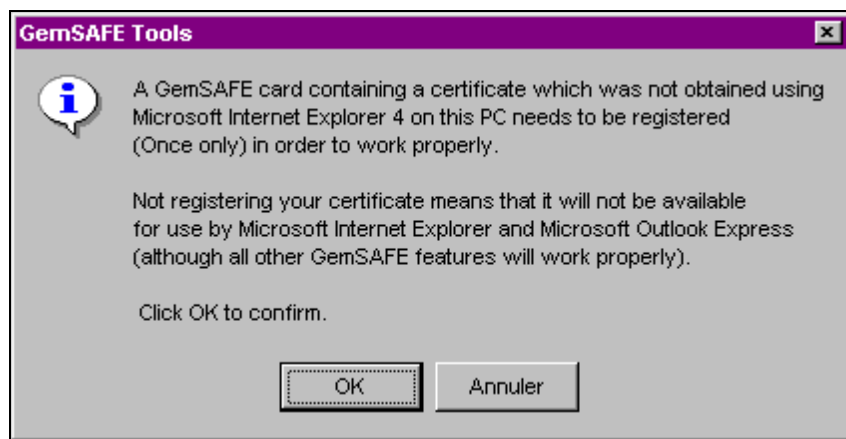 GemSAFE Tools
A GemSAFE card containing a certificate which was not obtained using
Microsoft Internet Explorer 4 on this PC needs to be registered
(Once only) in order to work properly.
Not registering your certificate means that it will not be available
for use by Microsoft Internet Explorer and Microsoft Outlook Express
(although all other GemSAFE features will work properly).
Click OK to confirm.
OK
Annuler